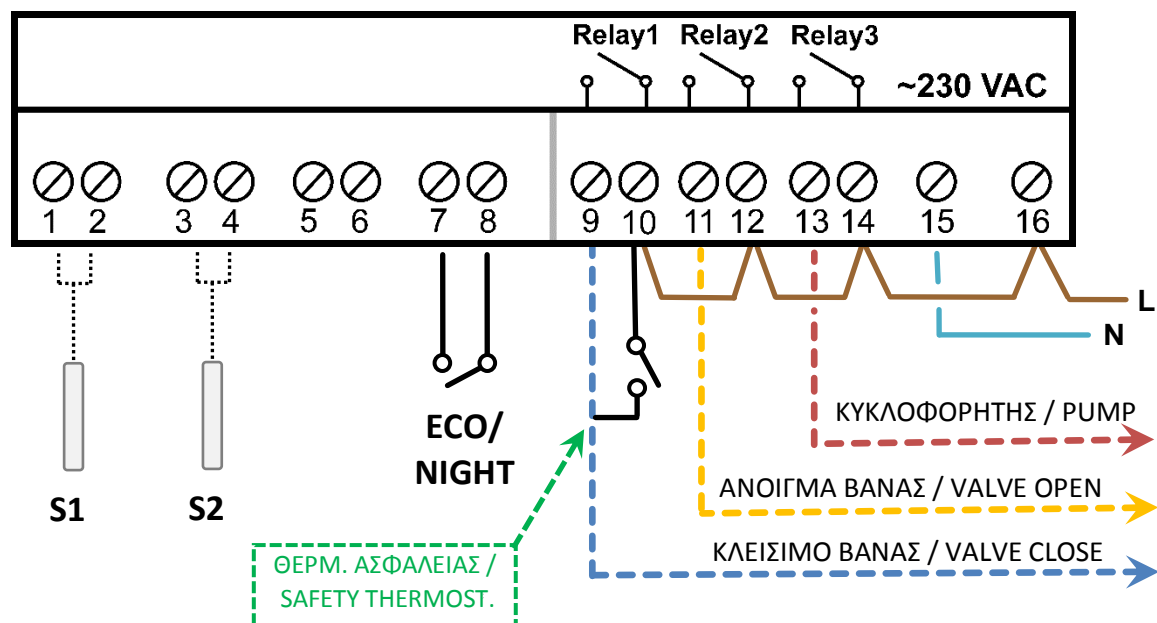 Relay1 Relay2 Relay3
~230 VAC
1 2 3 4 5 6 7 8 9 10 11 12 13 14 15 16
L
N
ECO/
NIGHT
S1
S2
ΚΥΚΛΟΦΟΡΗΤΗΣ / PUMP
ΑΝΟΙΓΜΑ ΒΑΝΑΣ / VALVE OPEN
ΚΛΕΙΣΙΜΟ ΒΑΝΑΣ / VALVE CLOSE
ΘΕΡΜ. ΑΣΦΑΛΕΙΑΣ /
SAFETY THERMOST.